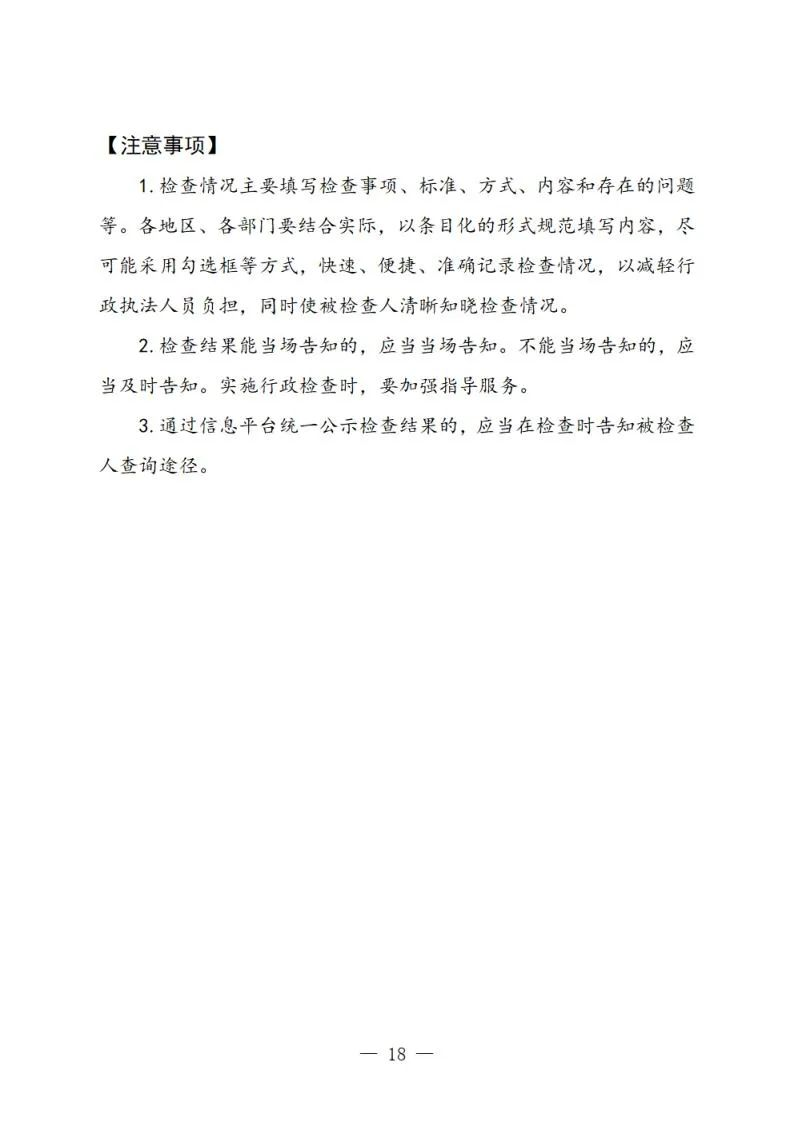 【注意事项】
1.检查情况主要填写检查事项、标准、方式、内容和存在的问题
等。各地区、各部门要结合实际，以条目化的形式规范填写内容，尽
可能采用勾选框等方式，快速、便捷、准确记录检查情况，以减轻行
政执法人员负担，同时使被检查人清晰知晓检查情况。
2.检查结果能当场告知的，应当当场告知。不能当场告知的，应
当及时告知。实施行政检查时，要加强指导服务。
3.通过信息平台统一公示检查结果的，应当在检查时告知被检查
人查询途径。
— 18 —